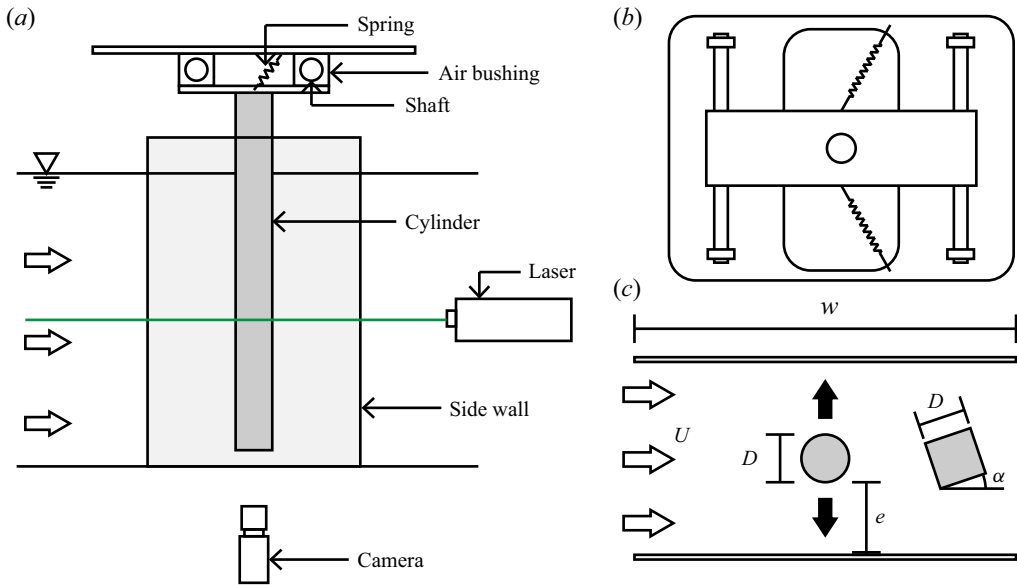 (a)
Spring
Air bushing
Shaft
Cylinder
Laser
Side wall
Camera
(b)
(c)
w
U
D
e
D
α